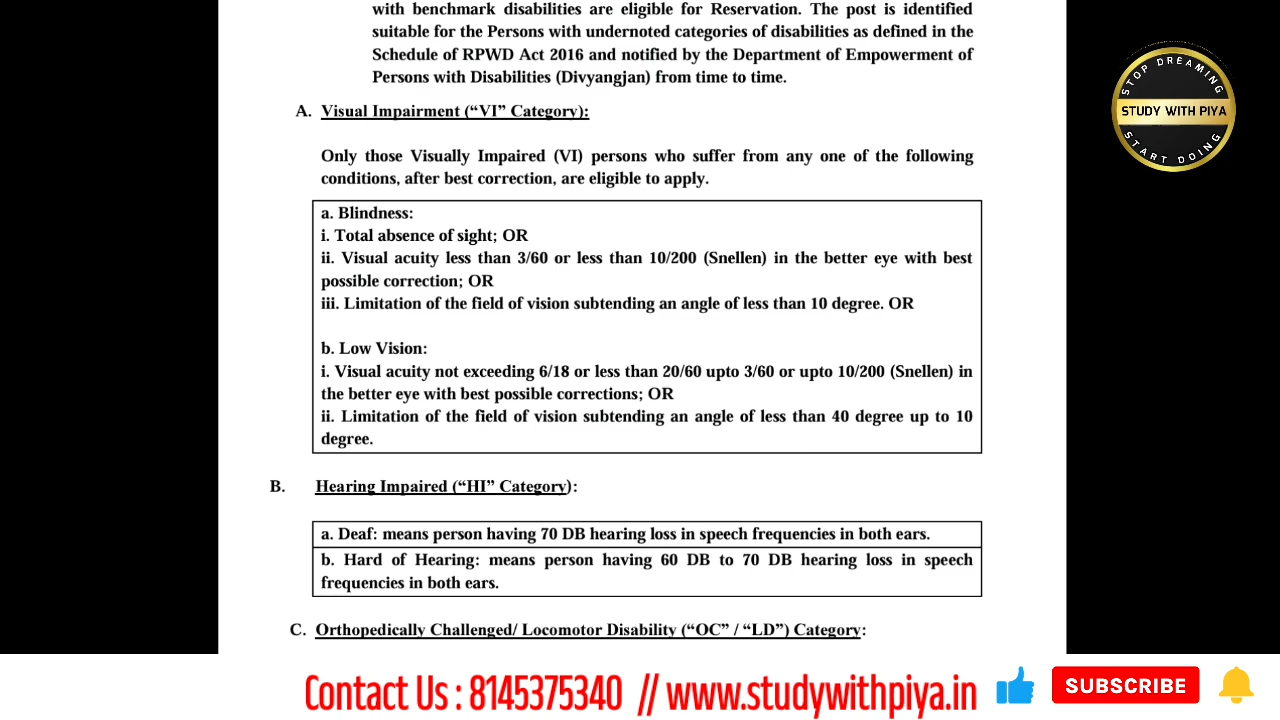 with benchmark disabilities are eligible for Reservation. The post is identified
suitable for the Persons with undernoted categories of disabilities as defined in the
Schedule of RPWD Act 2016 and notified by the Department of Empowerment of
Persons with Disabilities (Divyangjan) from time to time.
A. Visual Impairment (“VI” Category):
Only those Visually Impaired (VI) persons who suffer from any one of the following
conditions, after best correction, are eligible to apply.
a. Blindness:
i. Total absence of sight; OR
ii. Visual acuity less than 3/60 or less than 10/200 (Snellen) in the better eye with best
possible correction; OR
iii. Limitation of the field of vision subtending an angle of less than 10 degree. OR
b. Low Vision:
i. Visual acuity not exceeding 6/18 or less than 20/60 upto 3/60 or upto 10/200 (Snellen) in
the better eye with best possible corrections; OR
ii. Limitation of the field of vision subtending an angle of less than 40 degree up to 10
degree.
B. Hearing Impaired (“HI” Category):
a. Deaf: means person having 70 DB hearing loss in speech frequencies in both ears.
b. Hard of Hearing: means person having 60 DB to 70 DB hearing loss in speech
frequencies in both ears.
C. Orthopedically Challenged/ Locomotor Disability (“OC” / “LD”) Category:
STOP DREAMING
STUDY WITH PIYA
START DOING
Contact Us : 8145375340 // www.studywithpiya.in
SUBSCRIBE